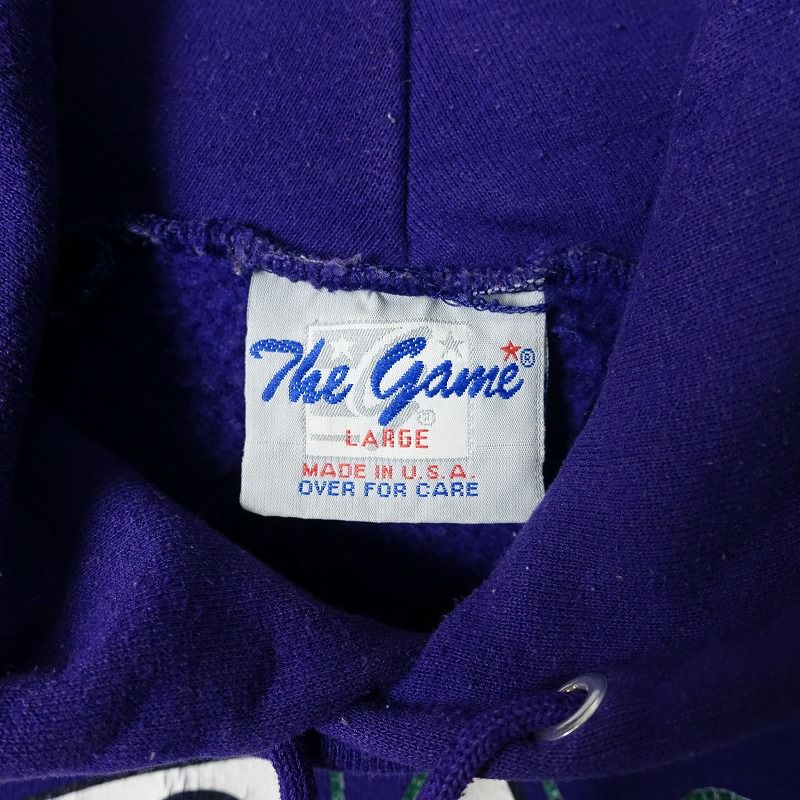 The Game®
®
LARGE
MADE IN U.S.A.
OVER FOR CARE